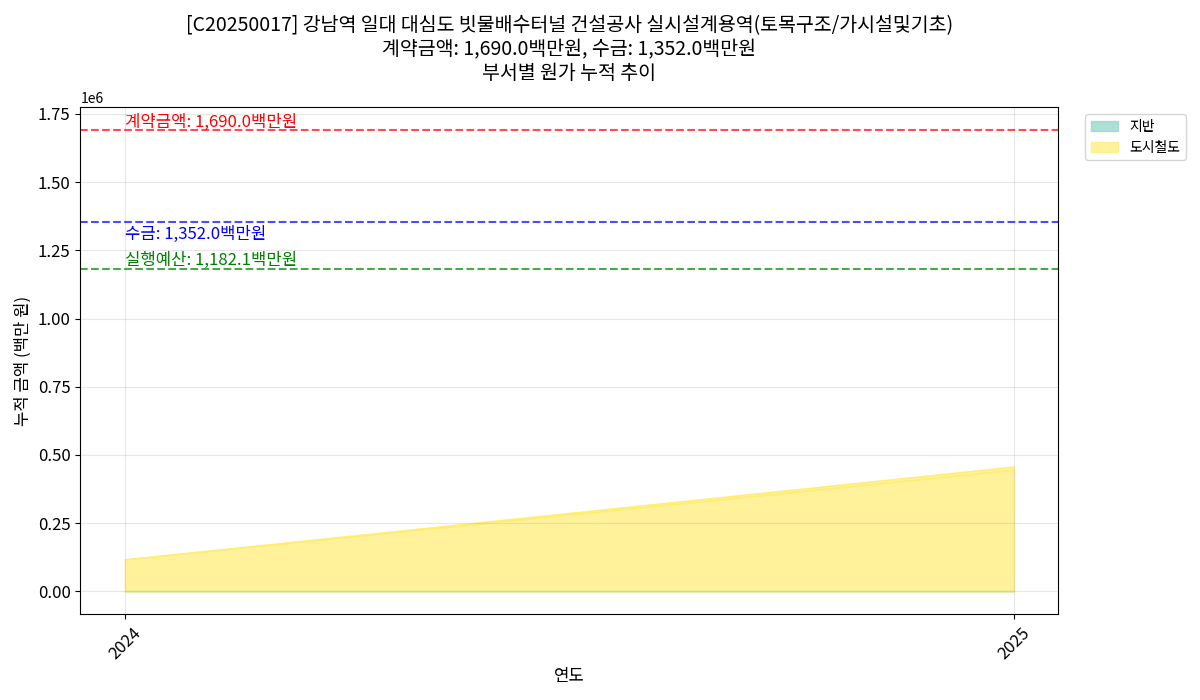 [C20250017] 강남역 일대 대심도 빗물배수터널 건설공사 실시설계용역(토목구조/가시설및기초)
계약금액: 1,690.0백만원, 수금: 1,352.0백만원
부서별 원가 누적 추이
1e6
1.75
1.50
1.25
1.00
0.75
0.50
0.25
0.00
누적 금액 (백만 원)
계약금액: 1,690.0백만원
수금: 1,352.0백만원
실행예산: 1,182.1백만원
지반
도시철도
2024
2025
연도